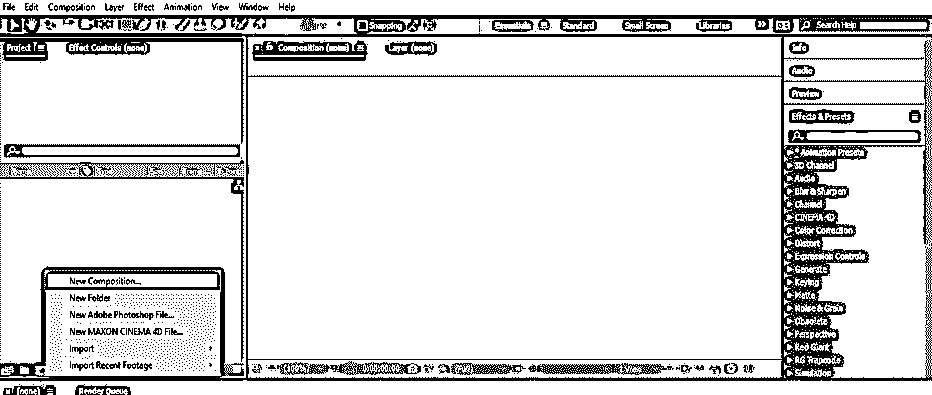 File Edit Composition Layer Effect Animation View Window Help
Snapping Essentials Standard Small Screen Libraries » Search Help
Project Effect Controls (none) Composition (none) Layer (none)
Info
Audio
Preview
Effects & Presets
Animation Presets
3D Channel
Audio
Blur & Sharpen
Channel
CINEMA 4D
Color Correction
Distort
Expression Controls
Generate
Keying
Matte
Noise & Grain
Obsolete
Perspective
Red Giant
RG Trapcode
Simulation
New Composition...
New Folder
New Adobe Photoshop File...
New MAXON CINEMA 4D File...
Import
Import Recent Footage
(none) Render Queue